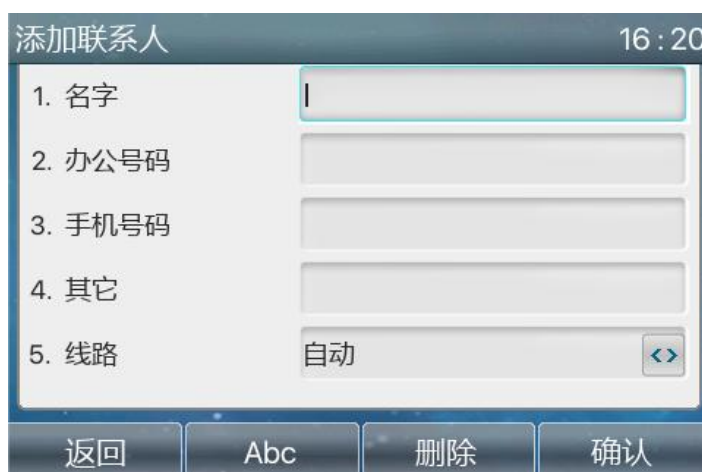 添加联系人 16:20
1. 名字
2. 办公号码
3. 手机号码
4. 其它
5. 线路 自动
返回 Abc 删除 确认